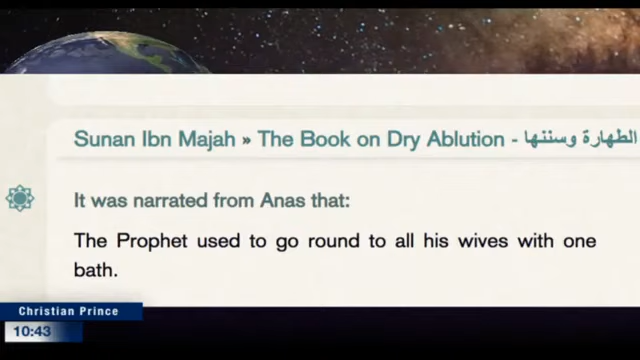 Sunan Ibn Majah » The Book on Dry Ablution - الطهارة وسننها
It was narrated from Anas that:
The Prophet used to go round to all his wives with one
bath.
Christian Prince
10:43